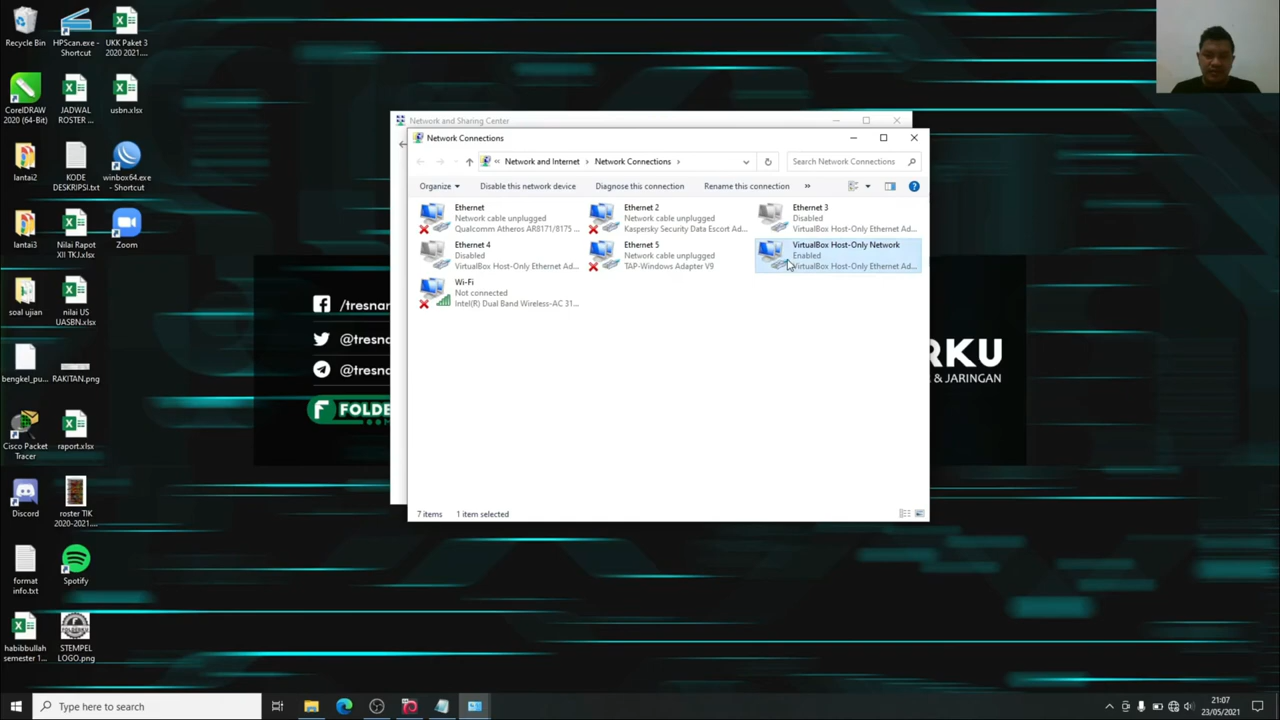 Recycle Bin
HPScan.exe -
Shortcut
UKK Paket 3
2020 2021....
CorelDRAW
2020 (64-Bit)
JADWAL
ROSTER ...
usbn.xlsx
lantai2
KODE
DESKRIPSI.txt
winbox64.exe
- Shortcut
lantai3
Nilai Rapot
XII TKJ.xlsx
Zoom
soal ujian
nilai US
UASBN.xlsx
bengkel_pu...
RAKITAN.png
Cisco Packet
Tracer
raport.xlsx
Discord
roster TIK
2020-2021....
format
info.txt
Spotify
habibbullah
semester 1...
STEMPEL
LOGO.png
Network and Sharing Center
Network Connections
« Network and Internet › Network Connections ›
Search Network Connections
Organize
Disable this network device
Diagnose this connection
Rename this connection
»
Ethernet
Network cable unplugged
Qualcomm Atheros AR8171/8175 ...
Ethernet 2
Network cable unplugged
Kaspersky Security Data Escort Ad...
Ethernet 3
Disabled
VirtualBox Host-Only Ethernet Ad...
Ethernet 4
Disabled
VirtualBox Host-Only Ethernet Ad...
Ethernet 5
Network cable unplugged
TAP-Windows Adapter V9
VirtualBox Host-Only Network
Enabled
VirtualBox Host-Only Ethernet Ad...
Wi-Fi
Not connected
Intel(R) Dual Band Wireless-AC 31...
7 items
1 item selected
/tresna
@tresna
@tresna
FOLDE
RKU
& JARINGAN
Type here to search
21:07
23/05/2021